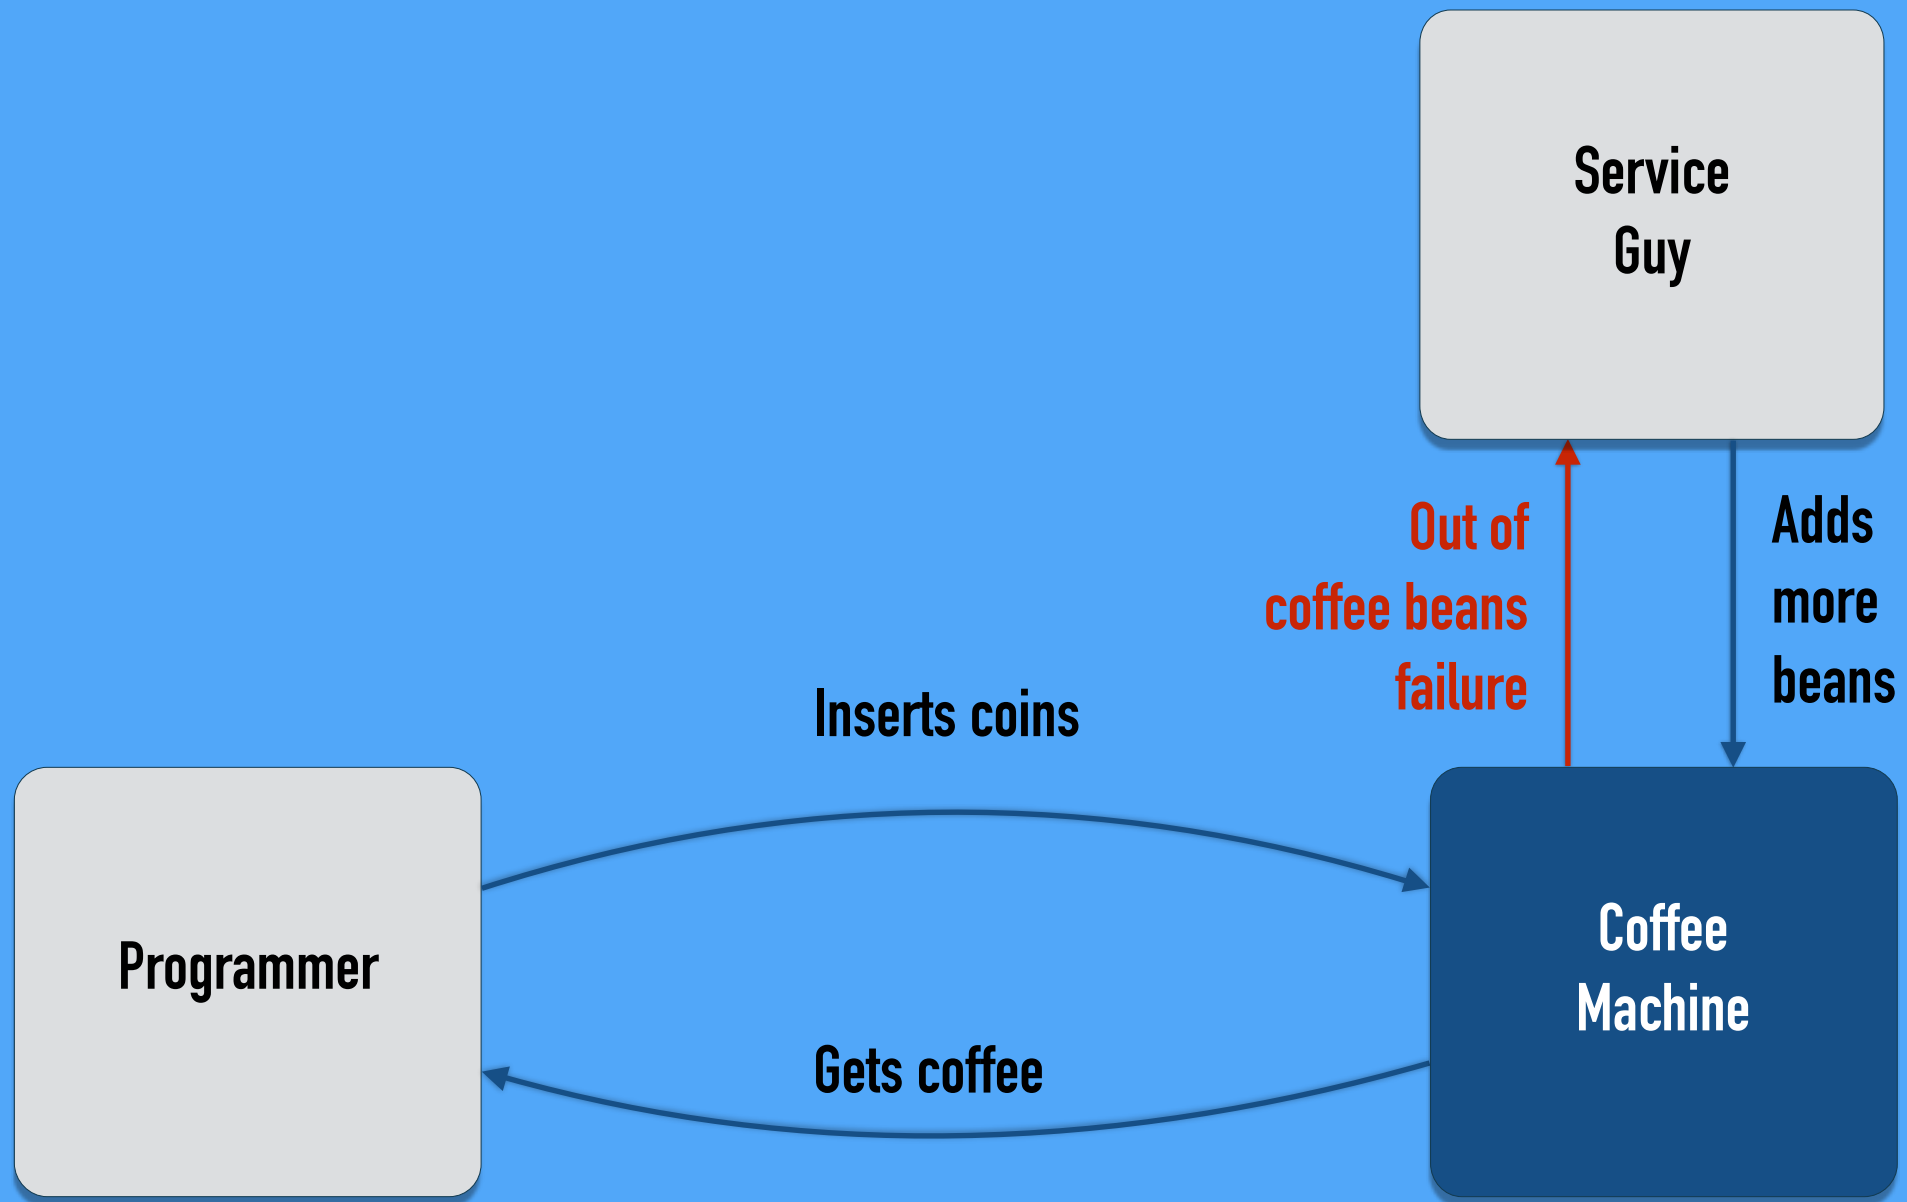 Service
Guy
Out of
coffee beans
failure
Adds
more
beans
Inserts coins
Programmer
Coffee
Machine
Gets coffee